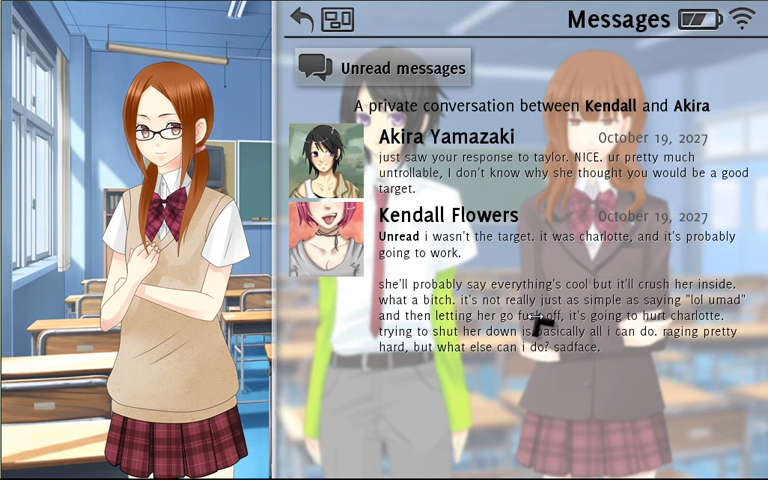 Messages
Unread messages
A private conversation between Kendall and Akira
Akira Yamazaki
October 19, 2027
just saw your response to taylor. NICE. ur pretty much
untrollable, I don't know why she thought you would be a good
target.
Kendall Flowers
October 19, 2027
Unread i wasn't the target. it was charlotte, and it's probably
going to work.
she'll probably say everything's cool but it'll crush her inside.
what a bitch. it's not really just as simple as saying "lol umad"
and then letting her go off, it's going to hurt charlotte.
trying to shut her down is basically all i can do. raging pretty
hard, but what else can i do? sadface.